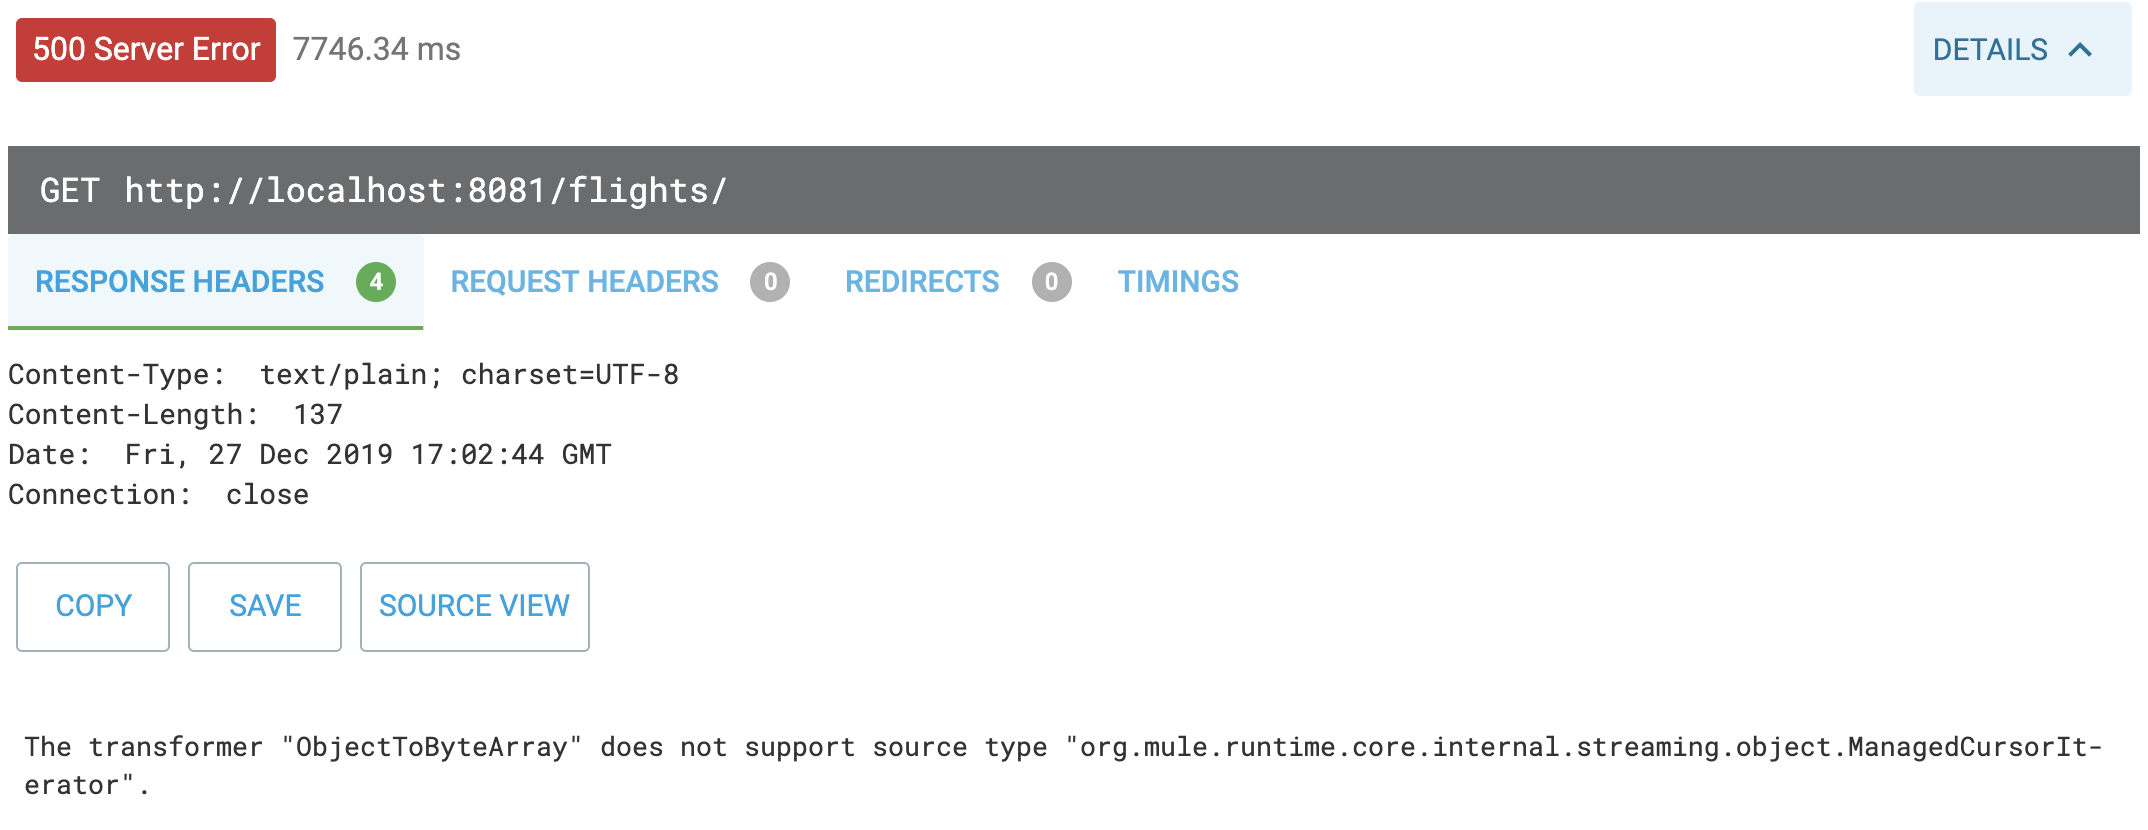 500 Server Error 7746.34 ms DETAILS
GET http://localhost:8081/flights/
RESPONSE HEADERS 4 REQUEST HEADERS 0 REDIRECTS 0 TIMINGS
Content-Type: text/plain; charset=UTF-8
Content-Length: 137
Date: Fri, 27 Dec 2019 17:02:44 GMT
Connection: close
COPY SAVE SOURCE VIEW
The transformer "ObjectToByteArray" does not support source type "org.mule.runtime.core.internal.streaming.object.ManagedCursorIt-
erator".